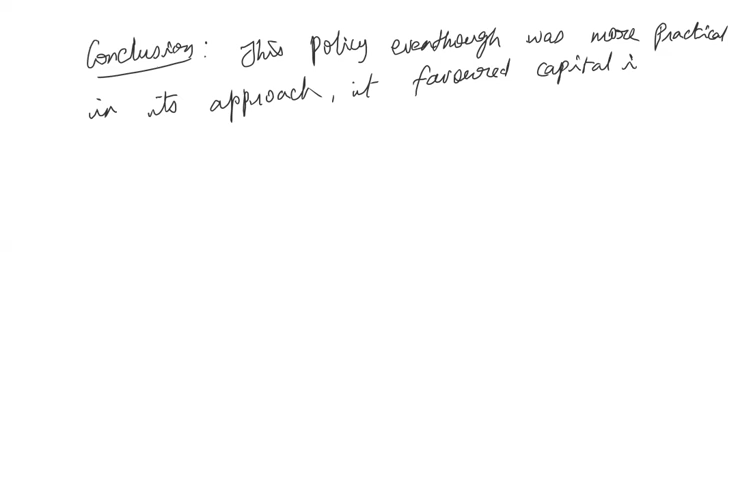 Conclusion: This policy eventhough was more practical
in its approach, it favoured capital i